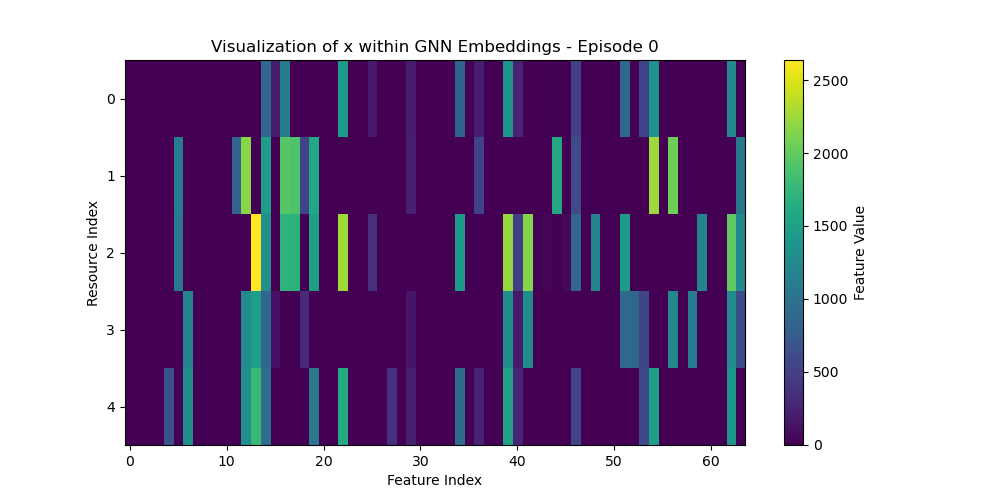 Visualization of x within GNN Embeddings - Episode 0
Resource Index
0
1
2
3
4
0 10 20 30 40 50 60
Feature Index
2500
2000
1500
1000
500
0
Feature Value